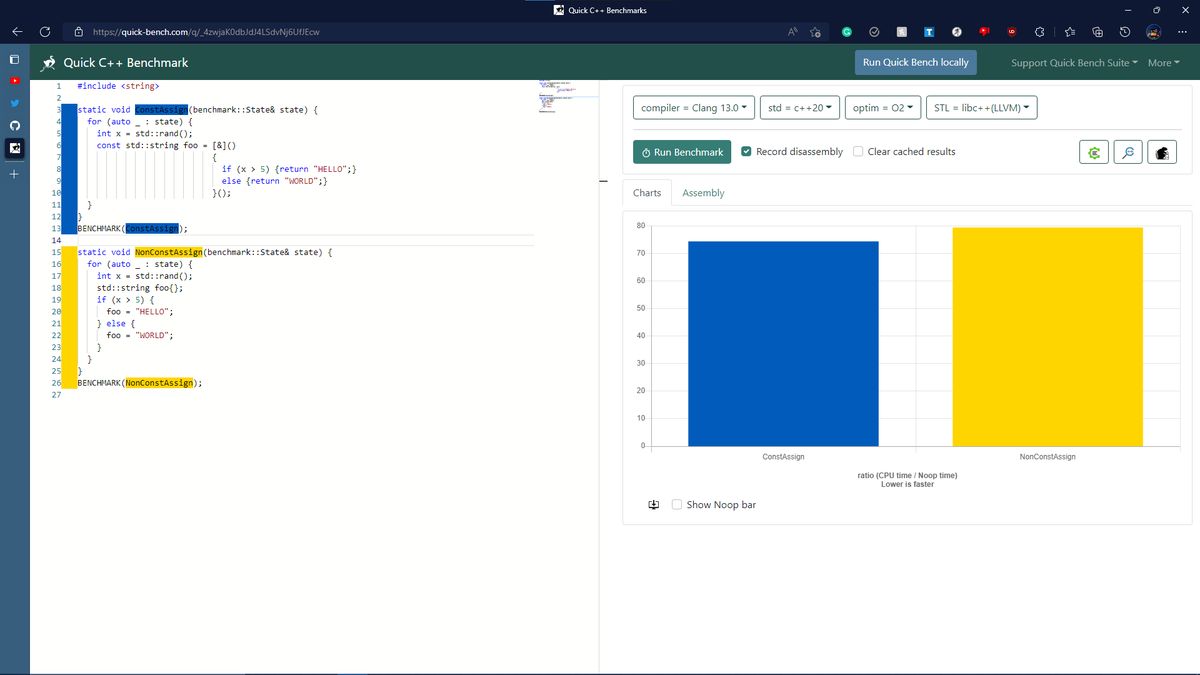 Quick C++ Benchmarks
https://quick-bench.com/q/_4zwjaK0dbJdJ4LSdvNj6UfJEcw
Quick C++ Benchmark
Run Quick Bench locally
Support Quick Bench Suite
More
1 #include <string>
2
3 static void ConstAssign(benchmark::State& state) {
4 for (auto _ : state) {
5 int x = std::rand();
6 const std::string foo = [&]()
7 {
8 if (x > 5) {return "HELLO";}
9 else {return "WORLD";}
10 }();
11 }
12 }
13 BENCHMARK(ConstAssign);
14
15 static void NonConstAssign(benchmark::State& state) {
16 for (auto _ : state) {
17 int x = std::rand();
18 std::string foo{};
19 if (x > 5) {
20 foo = "HELLO";
21 } else {
22 foo = "WORLD";
23 }
24 }
25 }
26 BENCHMARK(NonConstAssign);
27
compiler = Clang 13.0
std = c++20
optim = O2
STL = libc++(LLVM)
Run Benchmark
Record disassembly
Clear cached results
Charts
Assembly
80
70
60
50
40
30
20
10
0
ConstAssign
NonConstAssign
ratio (CPU time / Noop time)
Lower is faster
Show Noop bar